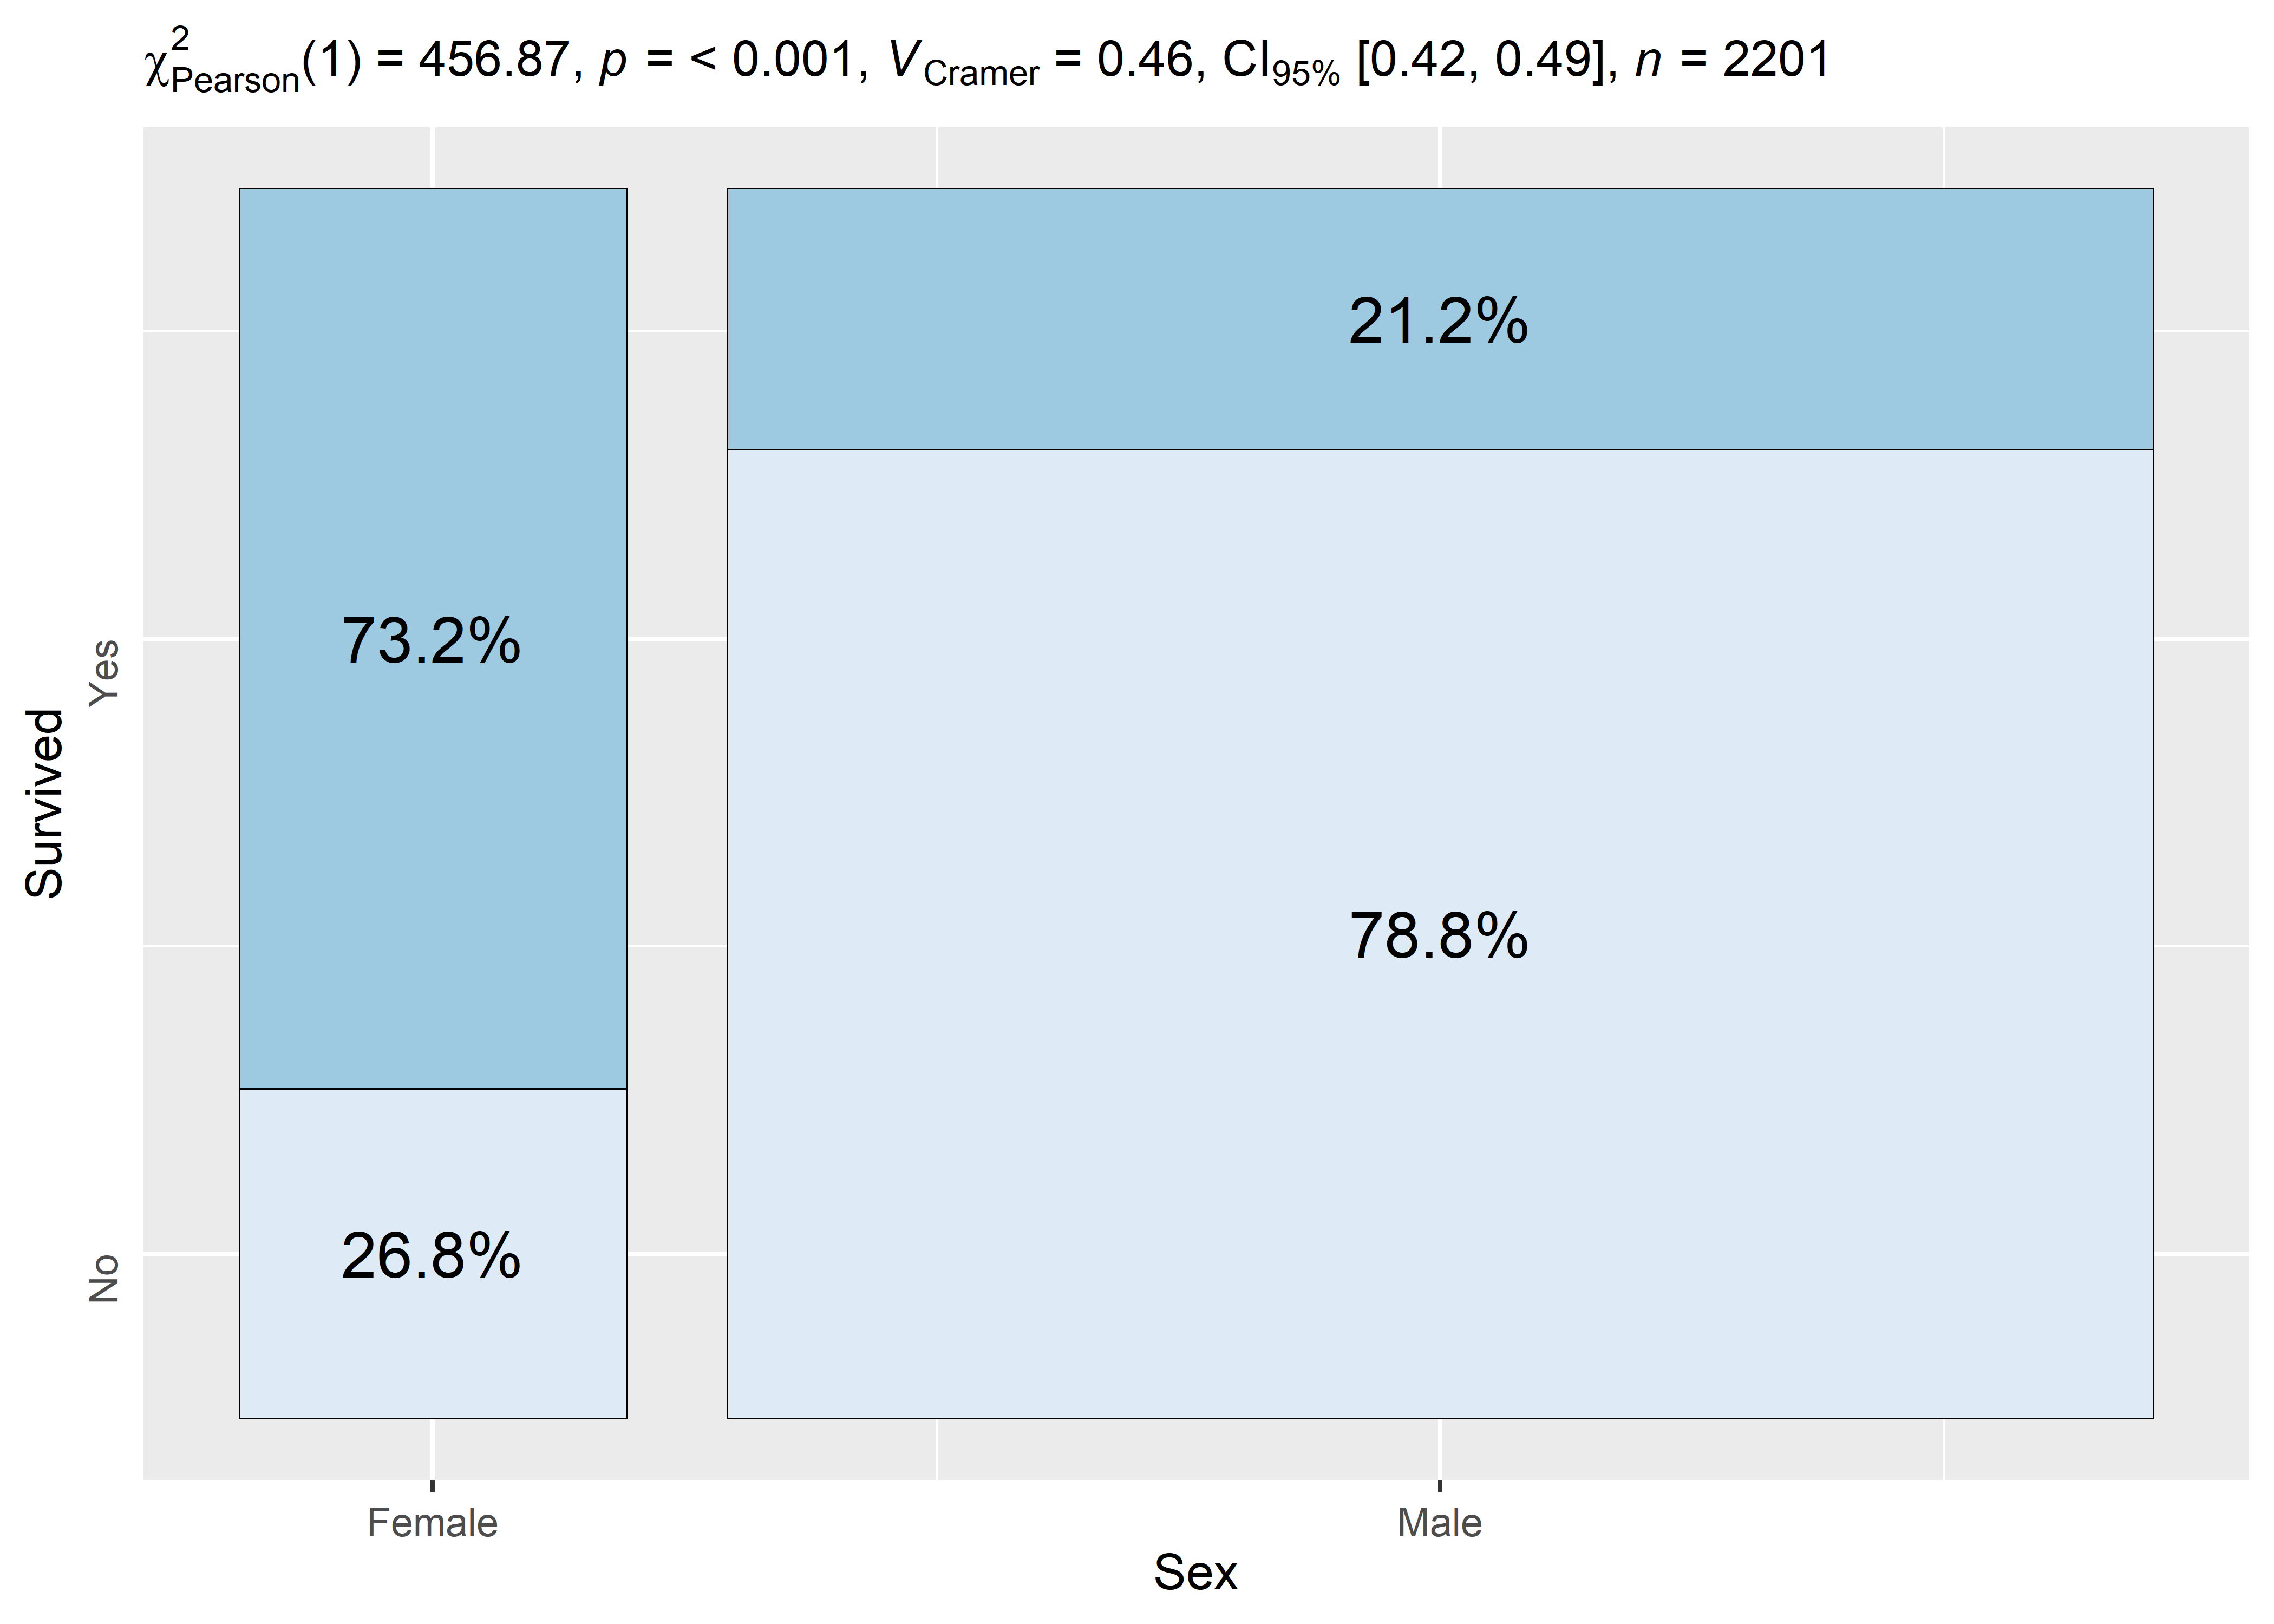 χ²Pearson(1) = 456.87, p = < 0.001, VCramer = 0.46, CI95% [0.42, 0.49], n = 2201
21.2%
73.2%
78.8%
26.8%
Survived
Yes
No
Female
Male
Sex